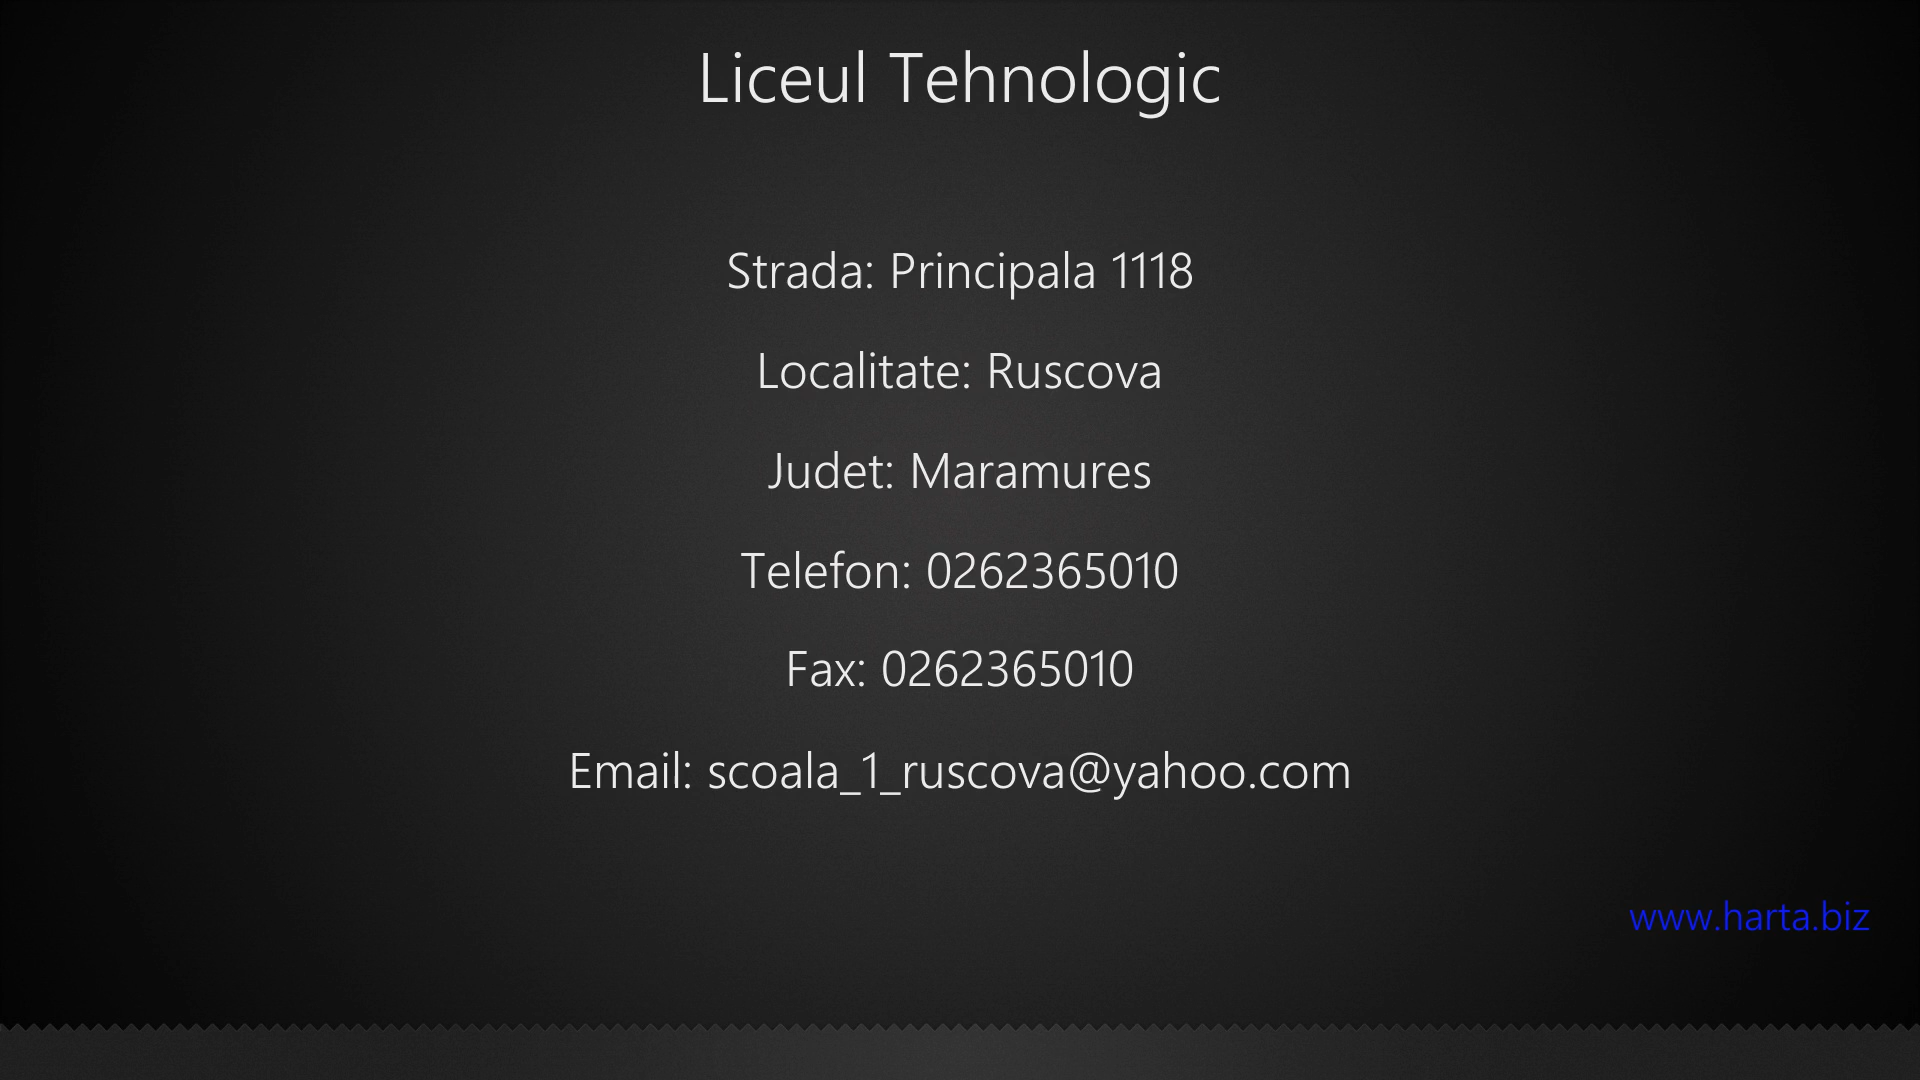 Liceul Tehnologic
Strada: Principala 1118
Localitate: Ruscova
Judet: Maramures
Telefon: 0262365010
Fax: 0262365010
Email: scoala_1_ruscova@yahoo.com
www.harta.biz